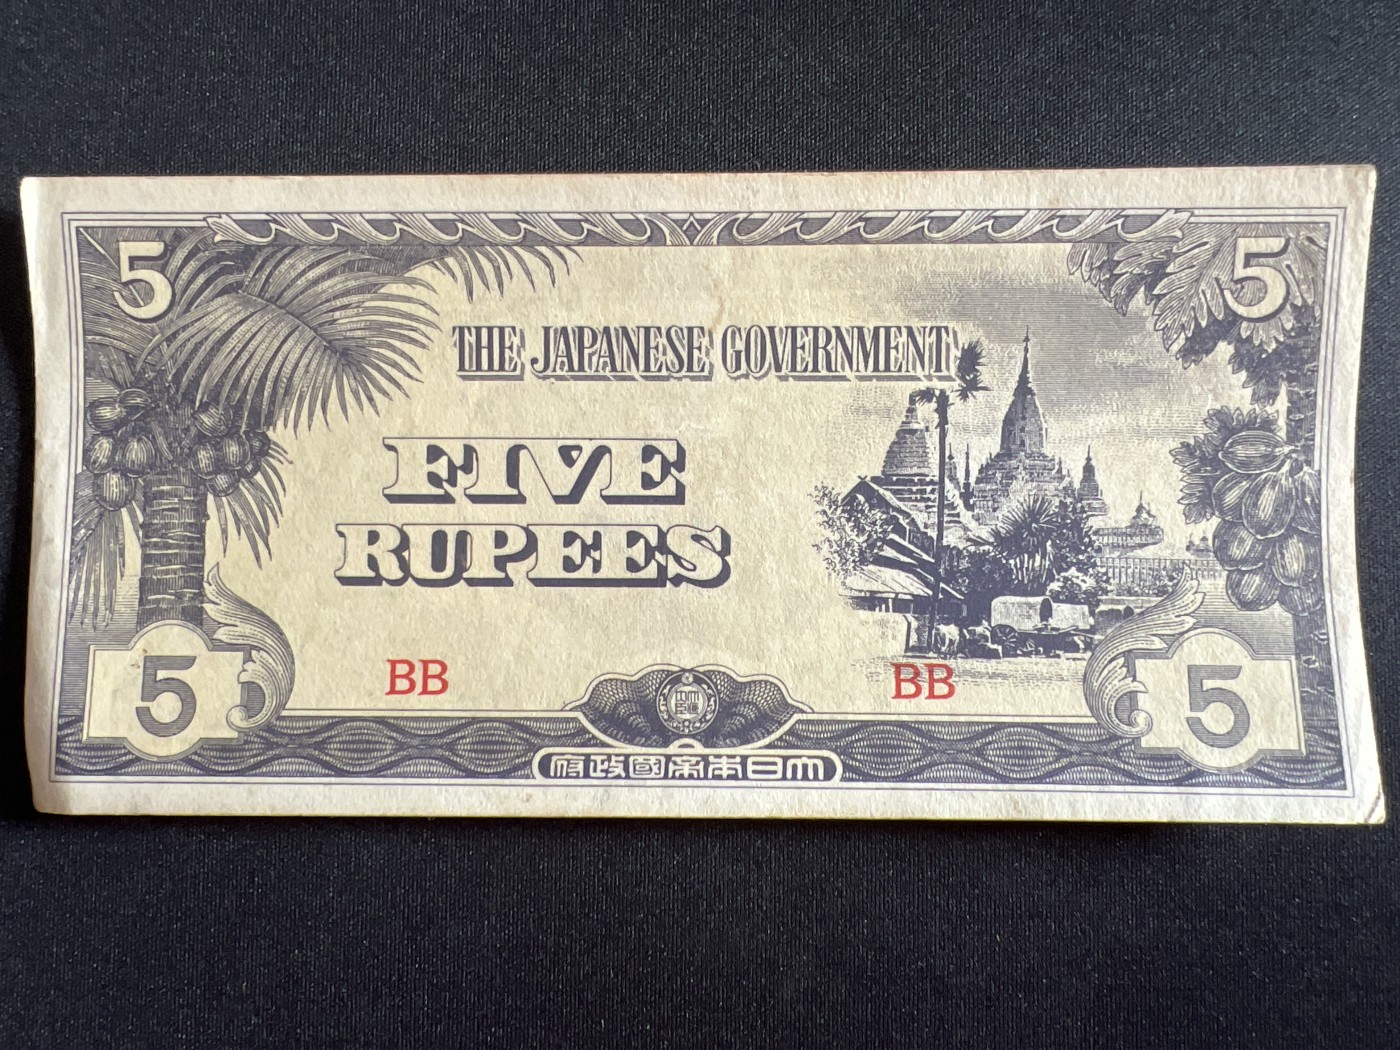 5 5
THE JAPANESE GOVERNMENT
FIVE
RUPEES
BB BB
5 5
府政國帝本日大